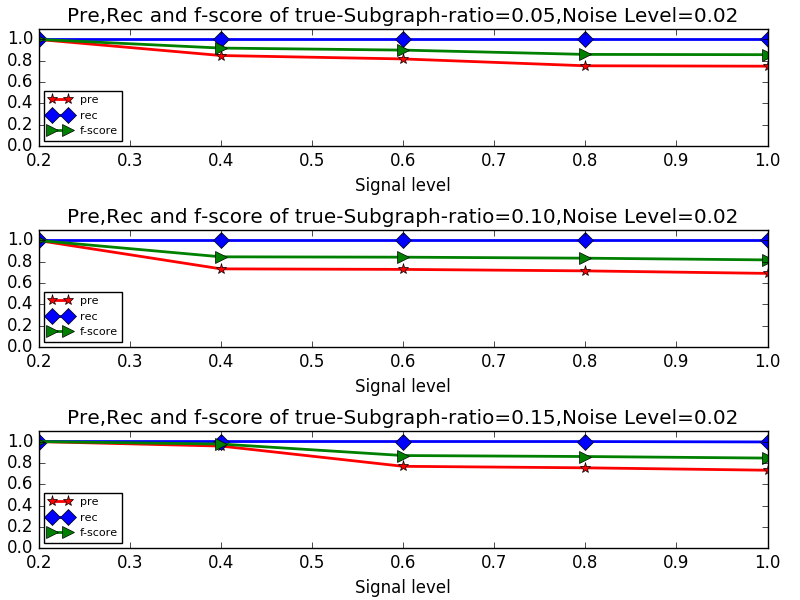 Pre,Rec and f-score of true-Subgraph-ratio=0.05,Noise Level=0.02
1.0
0.8
0.6
0.4
0.2
0.0
pre
rec
f-score
0.2 0.3 0.4 0.5 0.6 0.7 0.8 0.9 1.0
Signal level
Pre,Rec and f-score of true-Subgraph-ratio=0.10,Noise Level=0.02
1.0
0.8
0.6
0.4
0.2
0.0
pre
rec
f-score
0.2 0.3 0.4 0.5 0.6 0.7 0.8 0.9 1.0
Signal level
Pre,Rec and f-score of true-Subgraph-ratio=0.15,Noise Level=0.02
1.0
0.8
0.6
0.4
0.2
0.0
pre
rec
f-score
0.2 0.3 0.4 0.5 0.6 0.7 0.8 0.9 1.0
Signal level